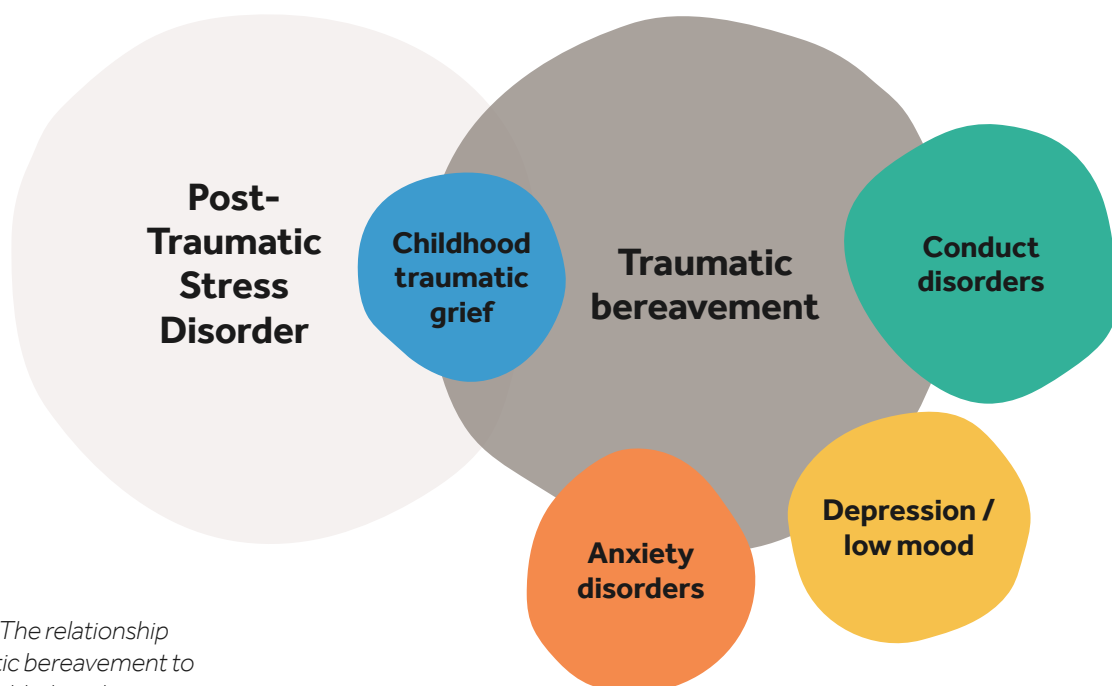 Post-
Traumatic
Stress
Disorder
Childhood
traumatic
grief
Traumatic
bereavement
Conduct
disorders
Depression /
low mood
Anxiety
disorders
The relationship
tic bereavement to